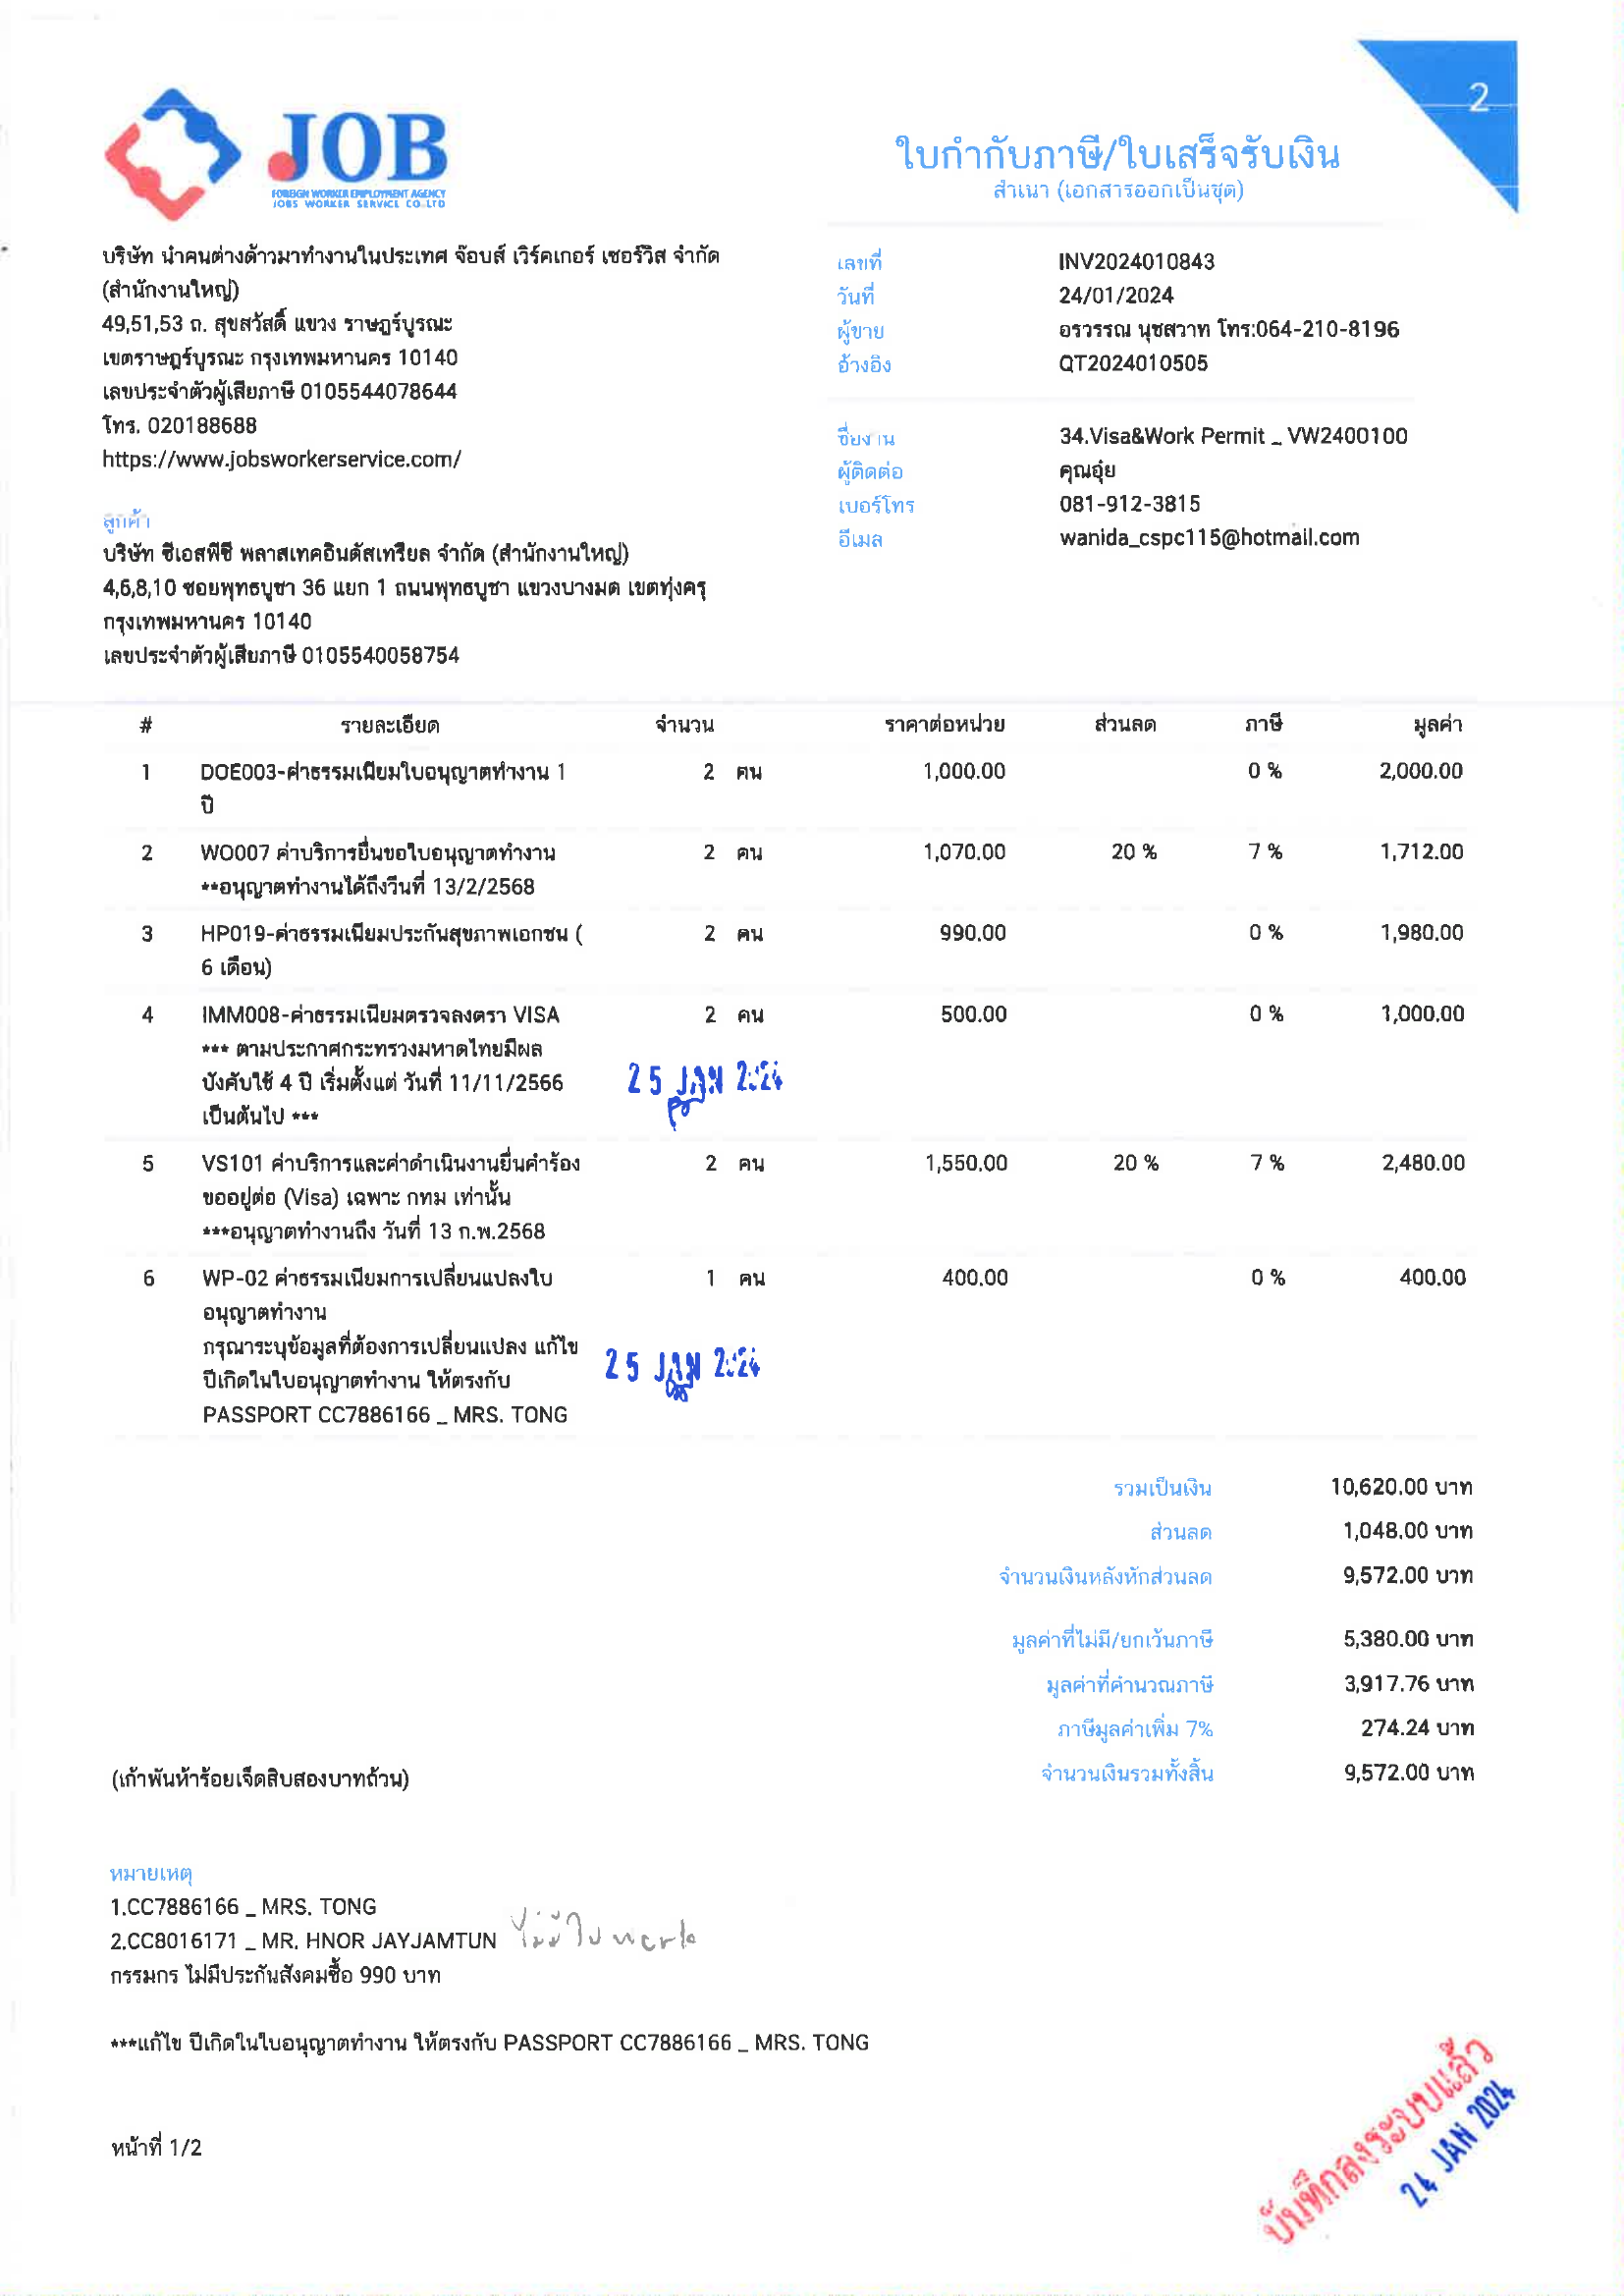 2
JOB
FOREIGN WORKER EMPLOYMENT AGENCY
JOBS WORKER SERVICE CO.,LTD
ใบกำกับภาษี/ใบเสร็จรับเงิน
สำเนา (เอกสารออกเป็นชุด)
บริษัท นำคนต่างด้าวมาทำงานในประเทศ จ๊อบส์ เวิร์คเกอร์ เซอร์วิส จำกัด
(สำนักงานใหญ่)
49,51,53 ถ. สุขสวัสดิ์ แขวง ราษฎร์บูรณะ
เขตราษฎร์บูรณะ กรุงเทพมหานคร 10140
เลขประจำตัวผู้เสียภาษี 0105544078644
โทร. 020188688
https://www.jobsworkerservice.com/
เลขที่ INV2024010843
วันที่ 24/01/2024
ผู้ขาย อรวรรณ นุชสวาท โทร:064-210-8196
อ้างอิง QT2024010505
ชื่องาน 34.Visa&Work Permit _ VW2400100
ผู้ติดต่อ คุณอุ๋ย
เบอร์โทร 081-912-3815
อีเมล wanida_cspc115@hotmail.com
ลูกค้า
บริษัท ซีเอสพีซี พลาสเทคอินดัสเทรียล จำกัด (สำนักงานใหญ่)
4,6,8,10 ซอยพุทธบูชา 36 แยก 1 ถนนพุทธบูชา แขวงบางมด เขตทุ่งครุ
กรุงเทพมหานคร 10140
เลขประจำตัวผู้เสียภาษี 0105540058754
# รายละเอียด จำนวน ราคาต่อหน่วย ส่วนลด ภาษี มูลค่า
1 DOE003-ค่าธรรมเนียมใบอนุญาตทำงาน 1 2 คน 1,000.00 0 % 2,000.00
ปี
2 WO007 ค่าบริการยื่นขอใบอนุญาตทำงาน 2 คน 1,070.00 20 % 7 % 1,712.00
**อนุญาตทำงานได้ถึงวันที่ 13/2/2568
3 HP019-ค่าธรรมเนียมประกันสุขภาพเอกชน ( 2 คน 990.00 0 % 1,980.00
6 เดือน)
4 IMM008-ค่าธรรมเนียมตรวจลงตรา VISA 2 คน 500.00 0 % 1,000.00
*** ตามประกาศกระทรวงมหาดไทยมีผล
บังคับใช้ 4 ปี เริ่มตั้งแต่ วันที่ 11/11/2566
เป็นต้นไป ***
25 JAN 2024
5 VS101 ค่าบริการและค่าดำเนินงานยื่นคำร้อง 2 คน 1,550.00 20 % 7 % 2,480.00
ขออยู่ต่อ (Visa) เฉพาะ กทม เท่านั้น
***อนุญาตทำงานถึง วันที่ 13 ก.พ.2568
6 WP-02 ค่าธรรมเนียมการเปลี่ยนแปลงใบ 1 คน 400.00 0 % 400.00
อนุญาตทำงาน
กรุณาระบุข้อมูลที่ต้องการเปลี่ยนแปลง แก้ไข
ปีเกิดในใบอนุญาตทำงาน ให้ตรงกับ
PASSPORT CC7886166 _ MRS. TONG
25 JAN 2024
รวมเป็นเงิน 10,620.00 บาท
ส่วนลด 1,048.00 บาท
จำนวนเงินหลังหักส่วนลด 9,572.00 บาท
มูลค่าที่ไม่มี/ยกเว้นภาษี 5,380.00 บาท
มูลค่าที่คำนวณภาษี 3,917.76 บาท
ภาษีมูลค่าเพิ่ม 7% 274.24 บาท
(เก้าพันห้าร้อยเจ็ดสิบสองบาทถ้วน) จำนวนเงินรวมทั้งสิ้น 9,572.00 บาท
หมายเหตุ
1.CC7886166 _ MRS. TONG
2.CC8016171 _ MR. HNOR JAYJAMTUN ไม่มีใบ work
กรรมกร ไม่มีประกันสังคมซื้อ 990 บาท
***แก้ไข ปีเกิดในใบอนุญาตทำงาน ให้ตรงกับ PASSPORT CC7886166 _ MRS. TONG
หน้าที่ 1/2
บันทึกลงระบบแล้ว
24 JAN 2024